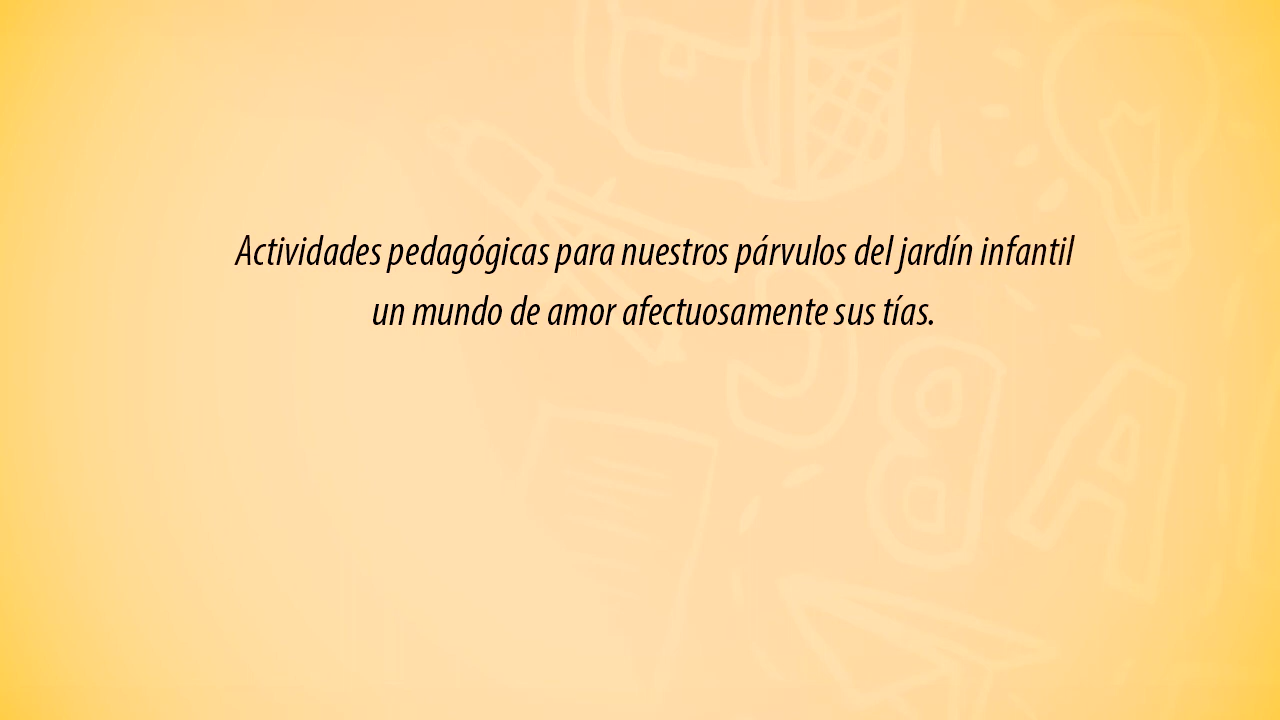 Actividades pedagógicas para nuestros párvulos del jardín infantil
un mundo de amor afectuosamente sus tías.